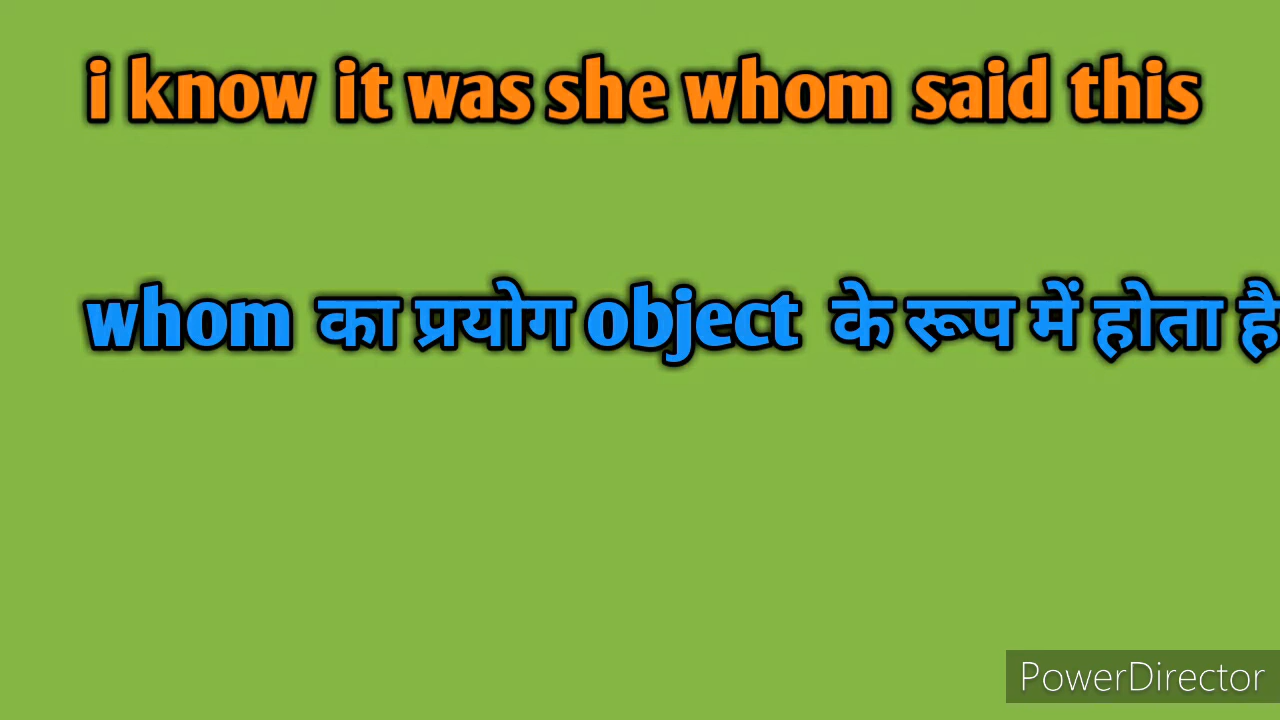 i know it was she whom said this
whom का प्रयोग object के रूप में होता है
PowerDirector